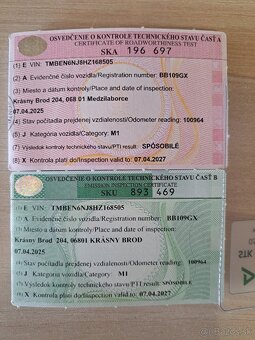 OSVEDČENIE O KONTROLE TECHNICKÉHO STAVU ČASŤ A
CERTIFICATE OF ROADWORTHINESS TEST
SKA 196 697
(1) E VIN: TMBEN6NJ8HZ168505
(2) A Evidenčné číslo vozidla/Registration number: BB109GX
(3) Miesto a dátum kontroly/Place and date of inspection:
Krásny Brod 204, 068 01 Medzilaborce
07.04.2025
(4) Stav počítadla prejdenej vzdialenosti/Odometer reading: 100964
(5) J Kategória vozidla/Category: M1
(7) Výsledok kontroly technického stavu/PTI result: SPÔSOBILÉ
(8) X Kontrola platí do/Inspection valid to: 07.04.2027
OSVEDČENIE O KONTROLE TECHNICKÉHO STAVU ČASŤ B
EMISSION INSPECTION CERTIFICATE
SKU 893 469
(1) E VIN: TMBEN6NJ8HZ168505
(2) A Evidenčné číslo vozidla/Registration number: BB109GX
(3) Miesto a dátum kontroly/Place and date of inspection:
Krásny Brod 204, 06801 KRÁSNY BROD
07.04.2025
(4) Stav počítadla prejdenej vzdialenosti/Odometer reading: 100964
(5) J Kategória vozidla/Category: M1
(7) Výsledok kontroly technického stavu/PTI result: SPÔSOBILÉ
(8) X Kontrola platí do/Inspection valid to: 07.04.2027